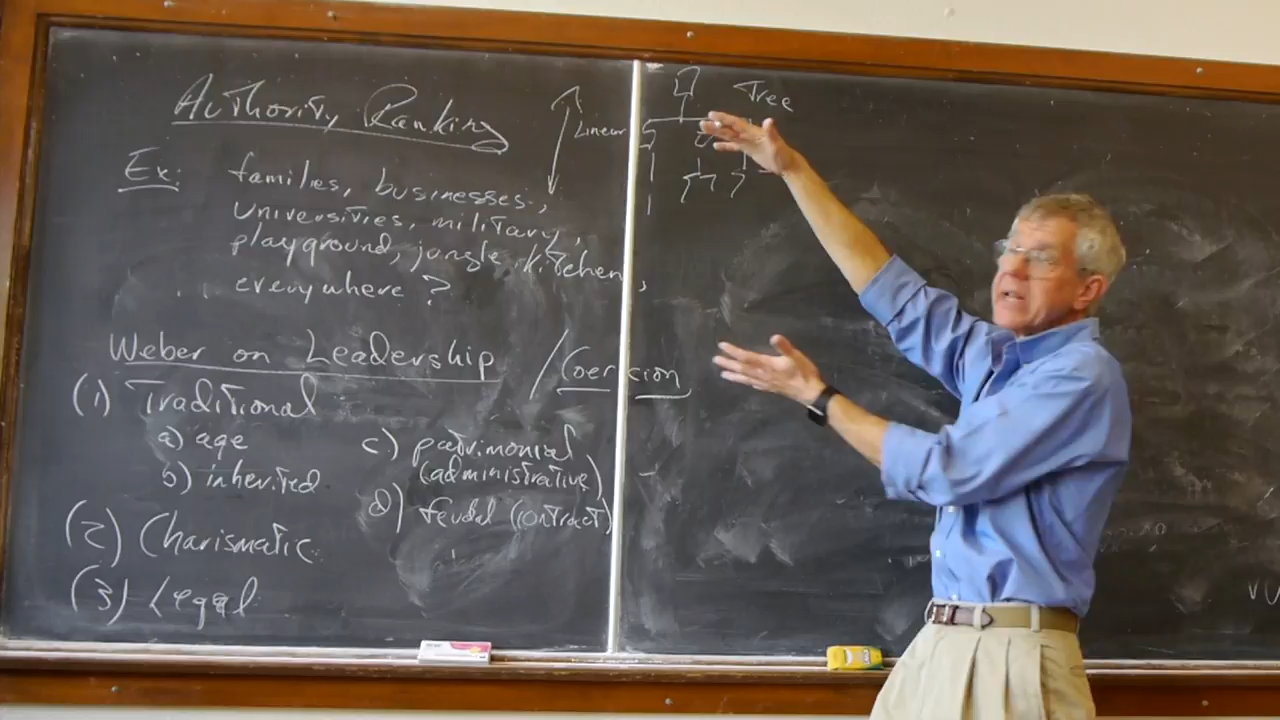 Authority Ranking
Linear
Tree
Ex: families, businesses,
universities, military,
playground, jungle, kitchen,
everywhere?
Weber on Leadership / Coercion
(1) Traditional
a) age
b) inherited
c) patrimonial
(administrative)
d) feudal (contract)
(2) Charismatic
(3) Legal